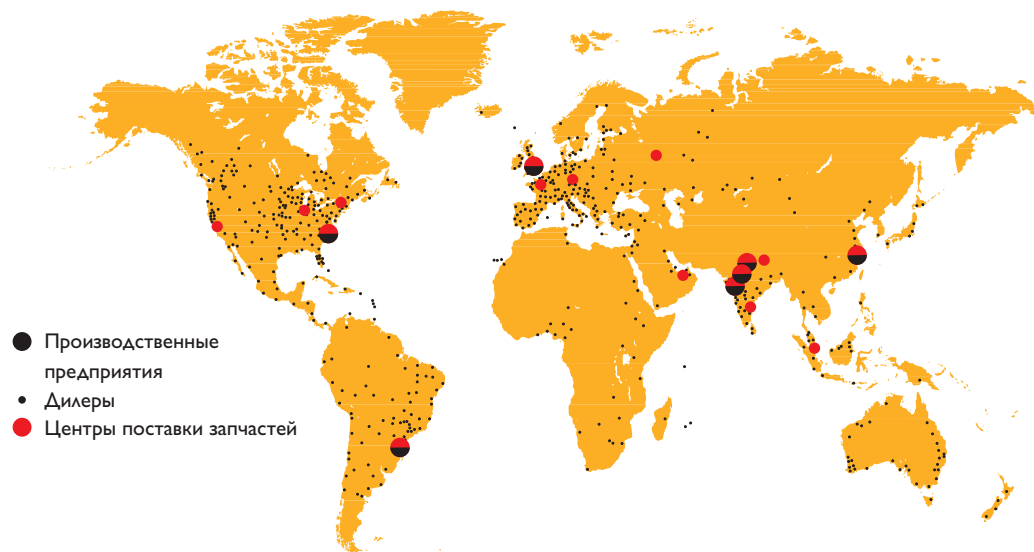 Производственные
предприятия
Дилеры
Центры поставки запчастей